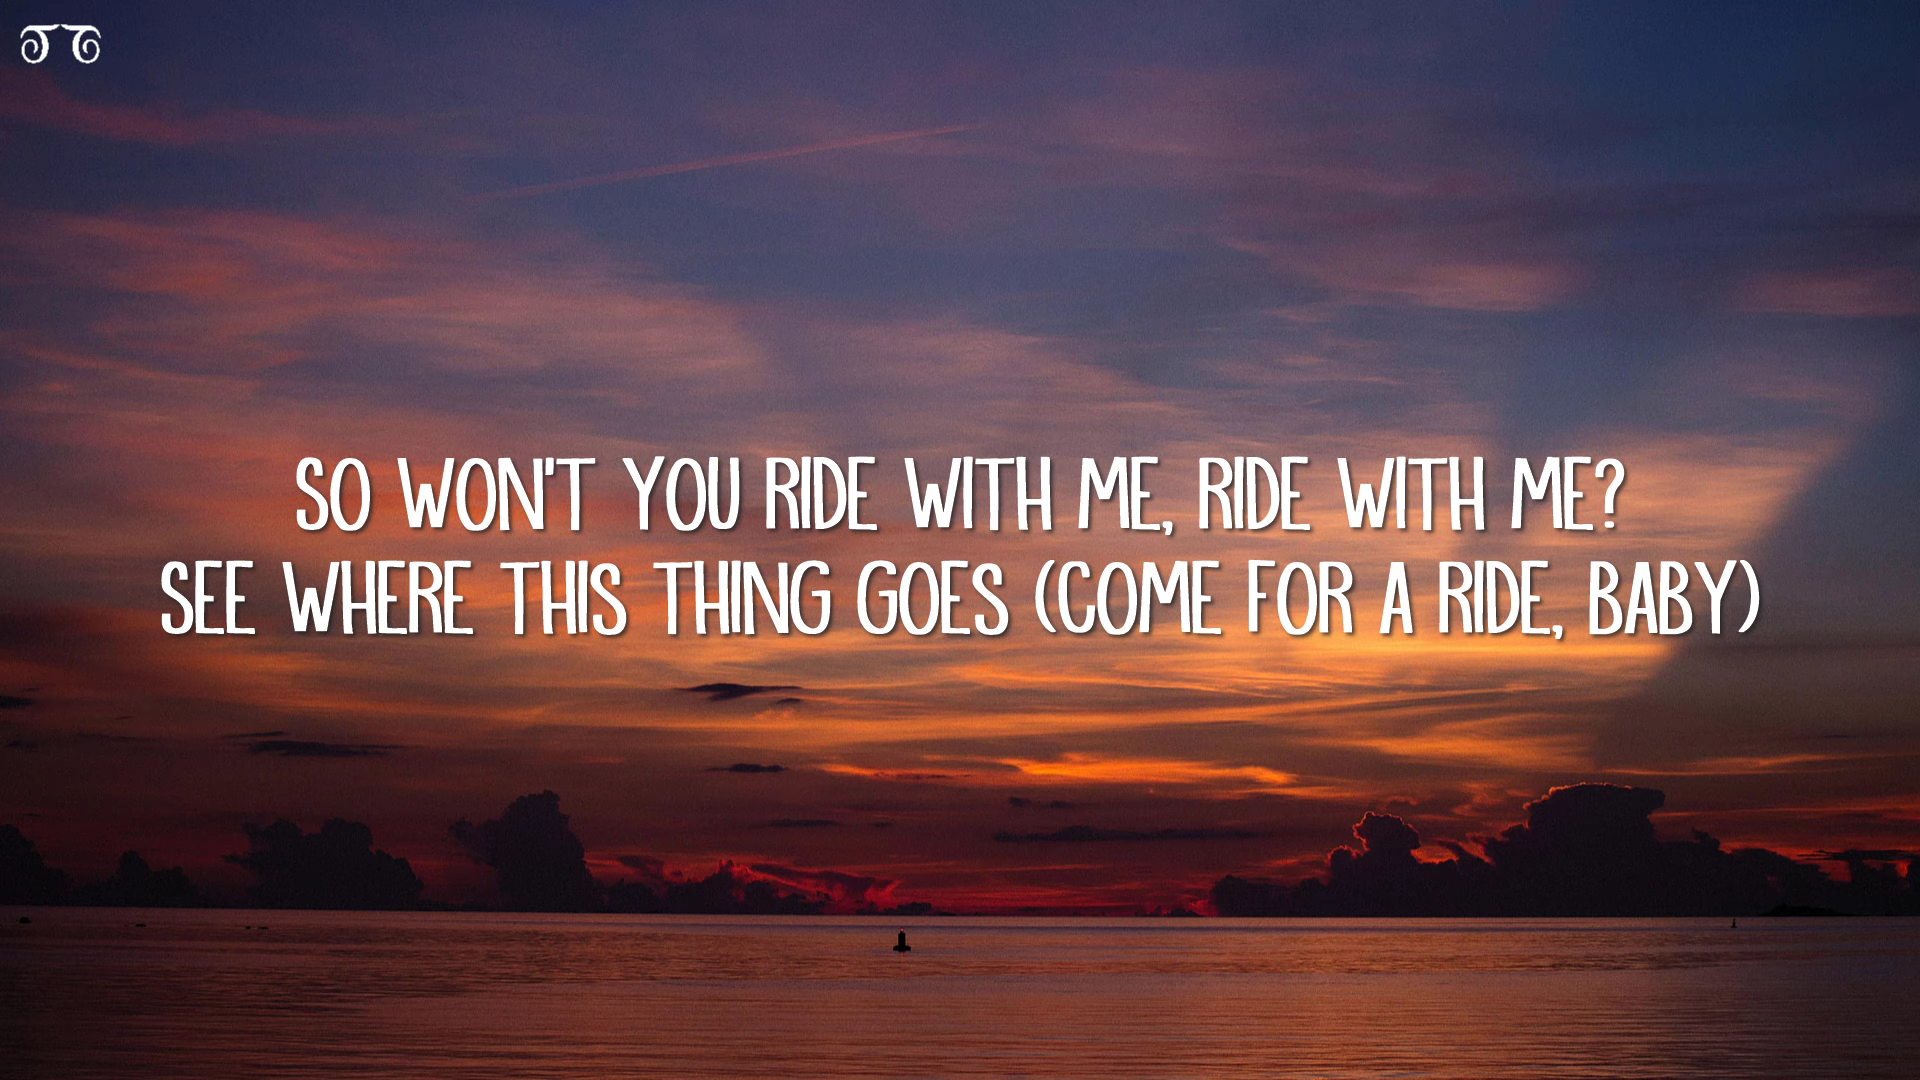 SO WON'T YOU RIDE WITH ME, RIDE WITH ME?
SEE WHERE THIS THING GOES (COME FOR A RIDE, BABY)